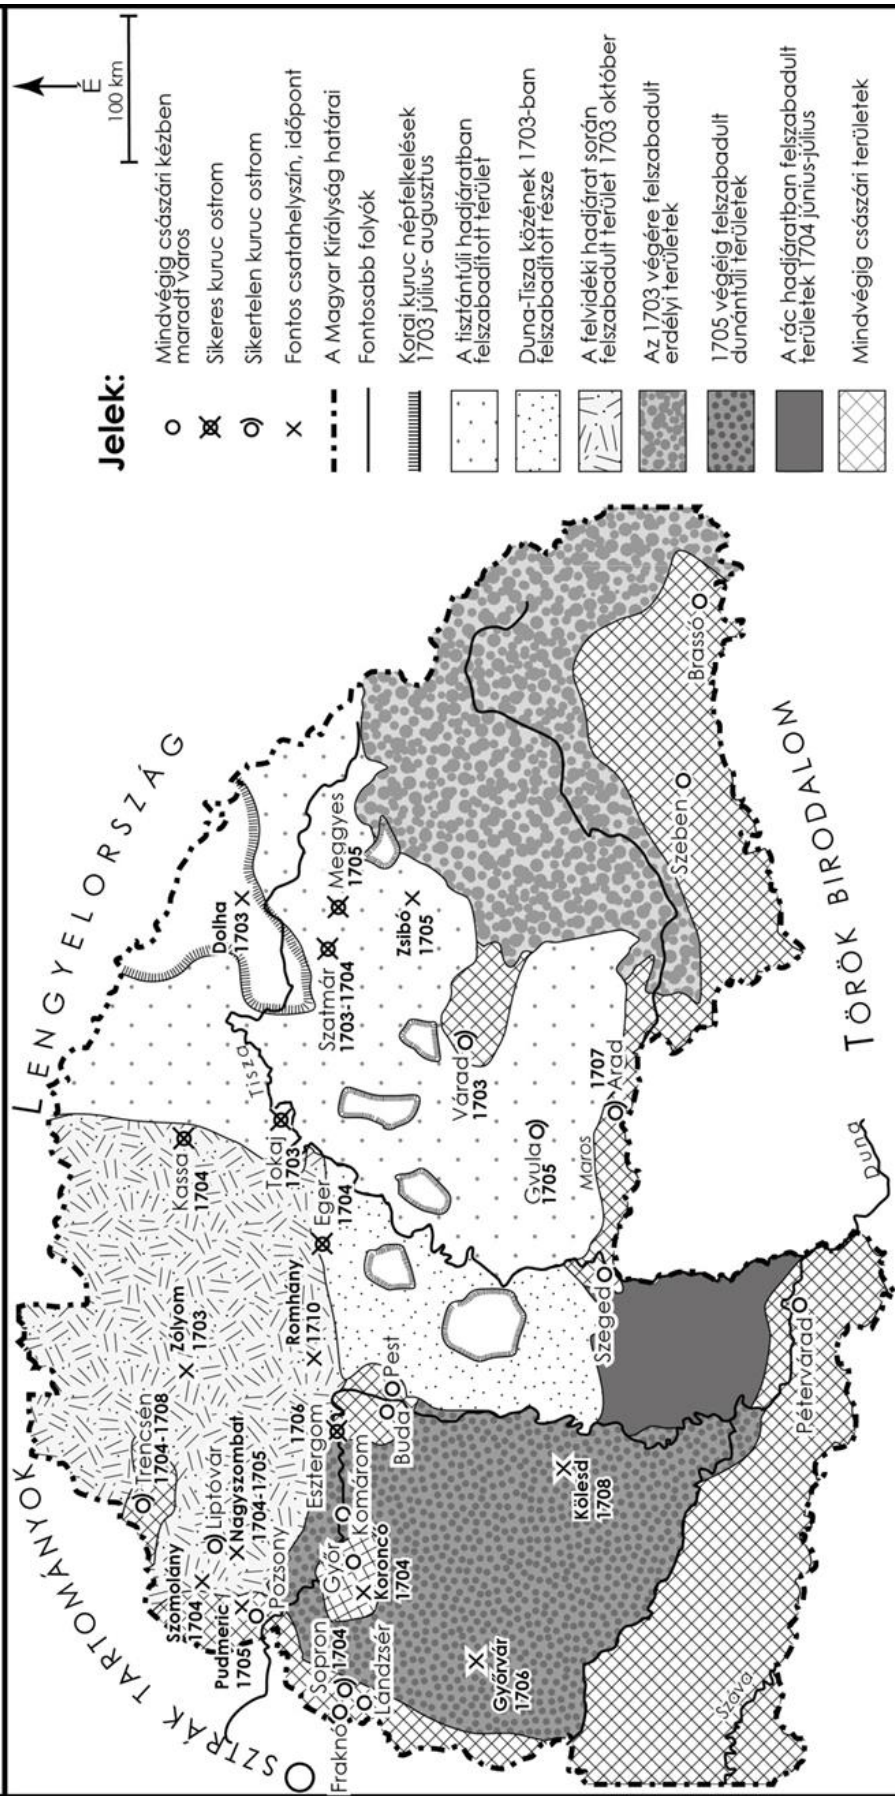 É
100 km
Jelek:
Mindvégig császári kézben
maradt város
Sikeres kuruc ostrom
Sikertelen kuruc ostrom
Fontos csatahelyszín, időpont
A Magyar Királyság határai
Fontosabb folyók
Korai kuruc népfelkelések
1703 július- augusztus
A tisztántúli hadjáratban
felszabadított terület
Duna-Tisza közének 1703-ban
felszabadított része
A felvidéki hadjárat során
felszabadult terület 1703 október
Az 1703 végére felszabadult
erdélyi területek
1705 végéig felszabadult
dunántúli területek
A rác hadjáratban felszabadult
területek 1704 június-július
Mindvégig császári területek
LENGYELORSZÁG
OSZTRÁK TARTOMÁNYOK
TÖRÖK BIRODALOM
Trencsén
1704-1708
Szomolány
1704
Pudmeric
1705
Liptóvár
Nagyszombat
1704-1705
Pozsony
Zólyom
1703
Kassa
1704
Dolha
1703
Tisza
Tokaj
1703
Szatmár
1703-1704
Meggyes
1705
Zsibó
1705
Eger
1704
Romhány
1710
1706
Esztergom
Komárom
Győr
Koroncó
1704
Sopron
1704
Fraknó
Landzsér
Buda
Pest
Várad
1703
Gyula
1705
Maros
1707
Arad
Szeged
Kölesd
1708
Győrvár
1706
Pétervárad
Száva
Duna
Szeben
Brassó